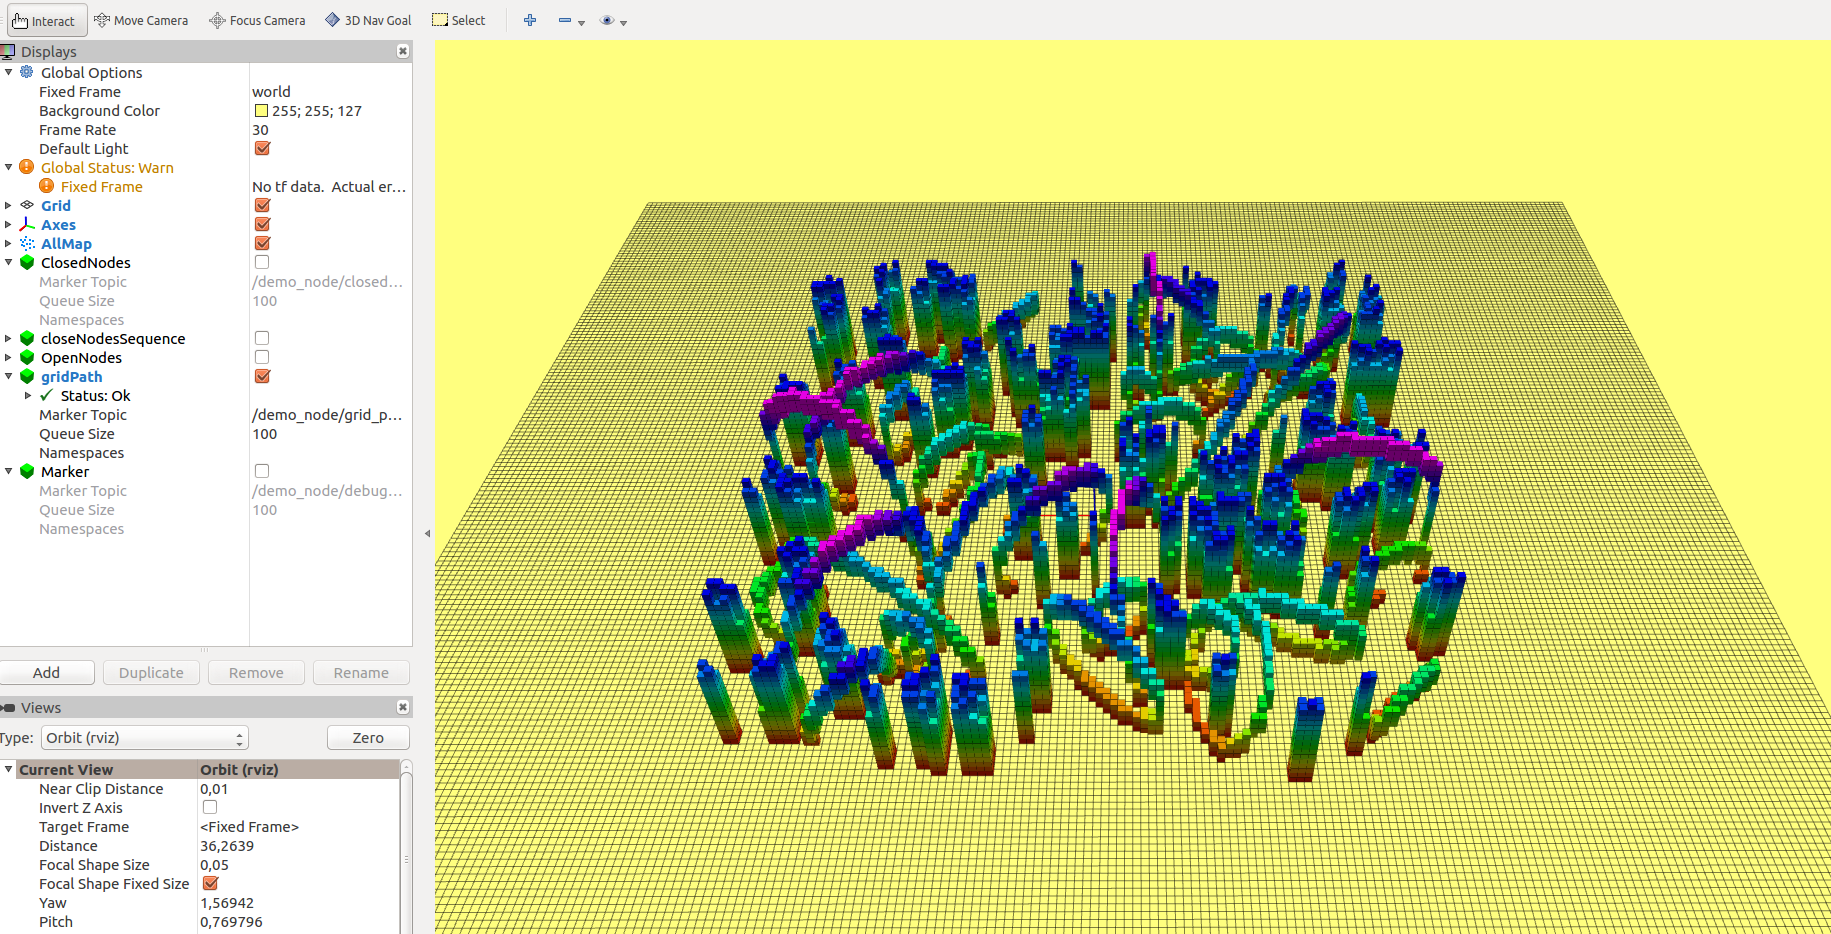 Interact Move Camera Focus Camera 3D Nav Goal Select
Displays
Global Options
Fixed Frame world
Background Color 255; 255; 127
Frame Rate 30
Default Light
Global Status: Warn
Fixed Frame No tf data. Actual er...
Grid
Axes
AllMap
ClosedNodes
Marker Topic /demo_node/closed...
Queue Size 100
Namespaces
closeNodesSequence
OpenNodes
gridPath
Status: Ok
Marker Topic /demo_node/grid_p...
Queue Size 100
Namespaces
Marker
Marker Topic /demo_node/debug...
Queue Size 100
Namespaces
Add Duplicate Remove Rename
Views
Type: Orbit (rviz) Zero
Current View Orbit (rviz)
Near Clip Distance 0,01
Invert Z Axis
Target Frame <Fixed Frame>
Distance 36,2639
Focal Shape Size 0,05
Focal Shape Fixed Size
Yaw 1,56942
Pitch 0,769796